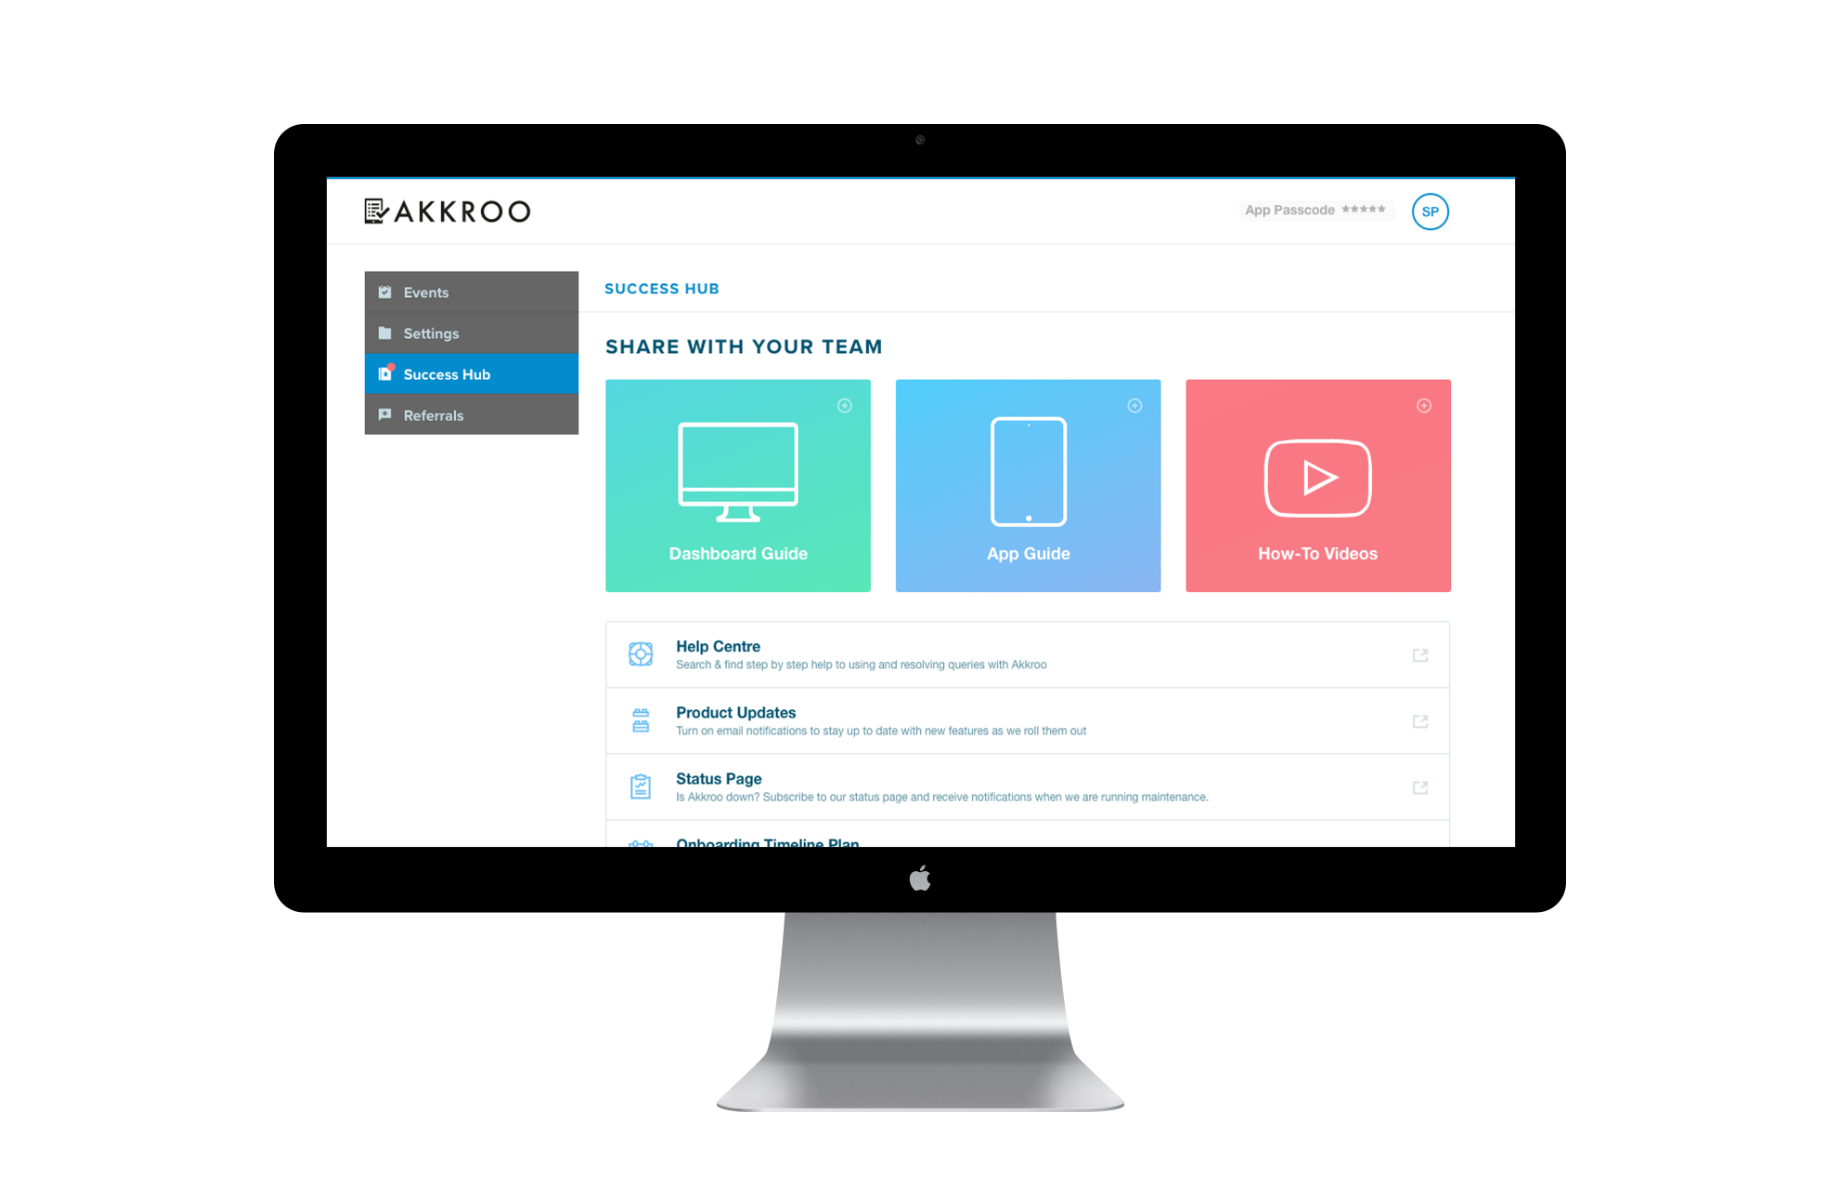 AKKROO
App Passcode *****
SP
Events
Settings
Success Hub
Referrals
SUCCESS HUB
SHARE WITH YOUR TEAM
Dashboard Guide
App Guide
How-To Videos
Help Centre
Search & find step by step help to using and resolving queries with Akkroo
Product Updates
Turn on email notifications to stay up to date with new features as we roll them out
Status Page
Is Akkroo down? Subscribe to our status page and receive notifications when we are running maintenance.
Onboarding Timeline Plan